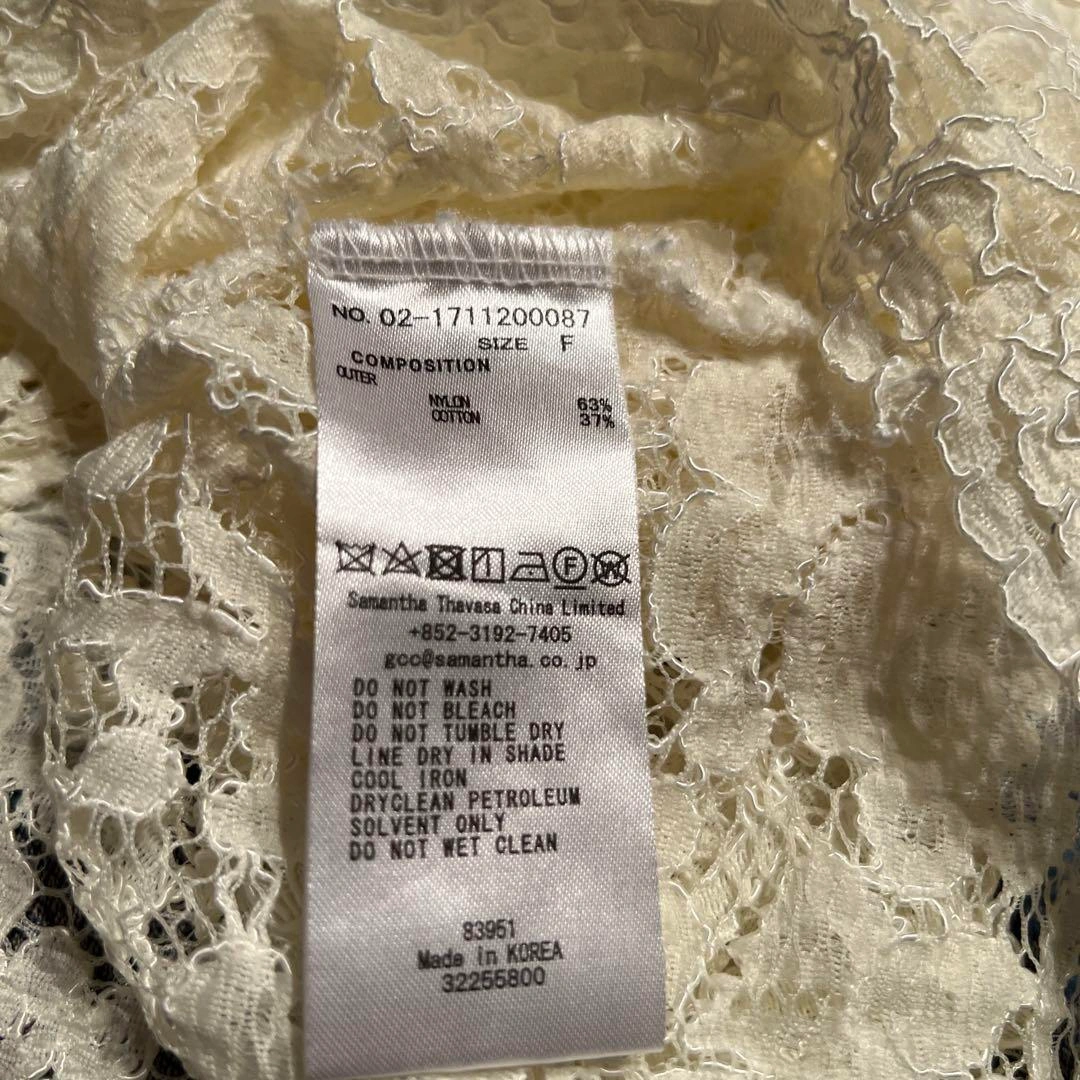 NO. 02-1711200087
SIZE F
COMPOSITION
OUTER
NYLON 63%
COTTON 37%
F W
Samantha Thavasa China Limited
+852-3192-7405
gcc@samantha.co.jp
DO NOT WASH
DO NOT BLEACH
DO NOT TUMBLE DRY
LINE DRY IN SHADE
COOL IRON
DRYCLEAN PETROLEUM
SOLVENT ONLY
DO NOT WET CLEAN
83951
Made in KOREA
32255800